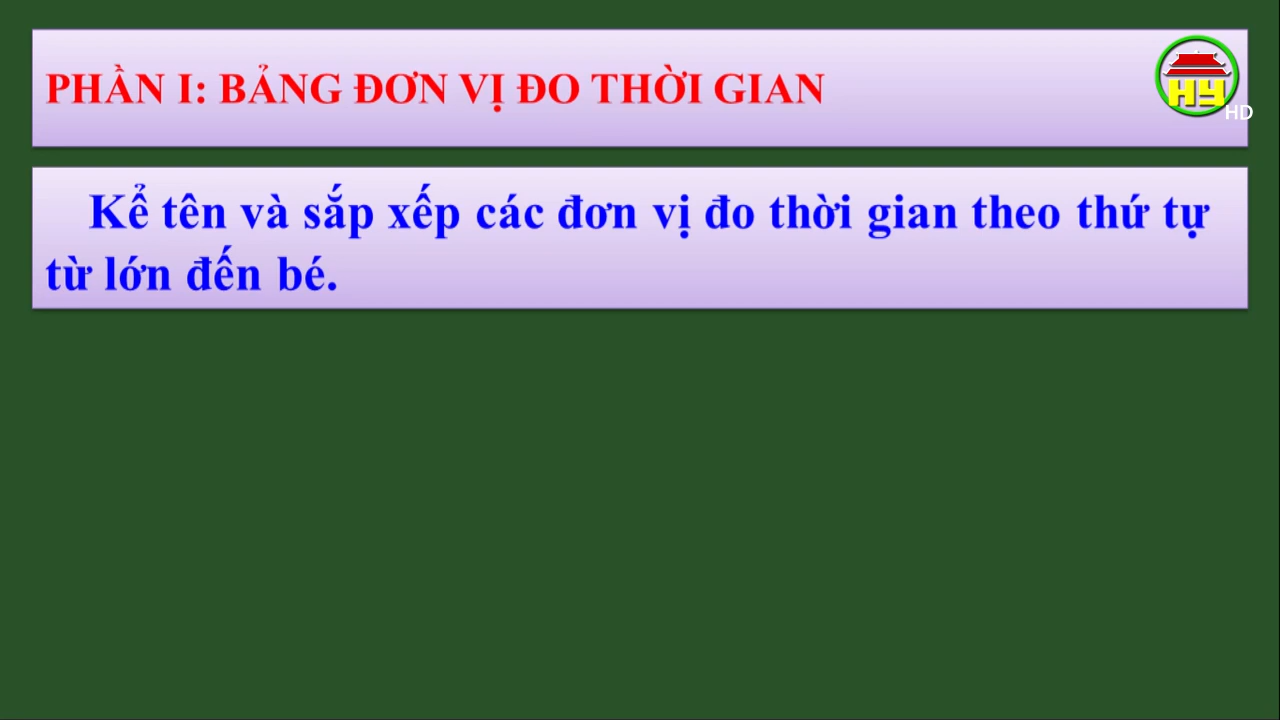 PHẦN I: BẢNG ĐƠN VỊ ĐO THỜI GIAN
HY
HD
Kể tên và sắp xếp các đơn vị đo thời gian theo thứ tự
từ lớn đến bé.